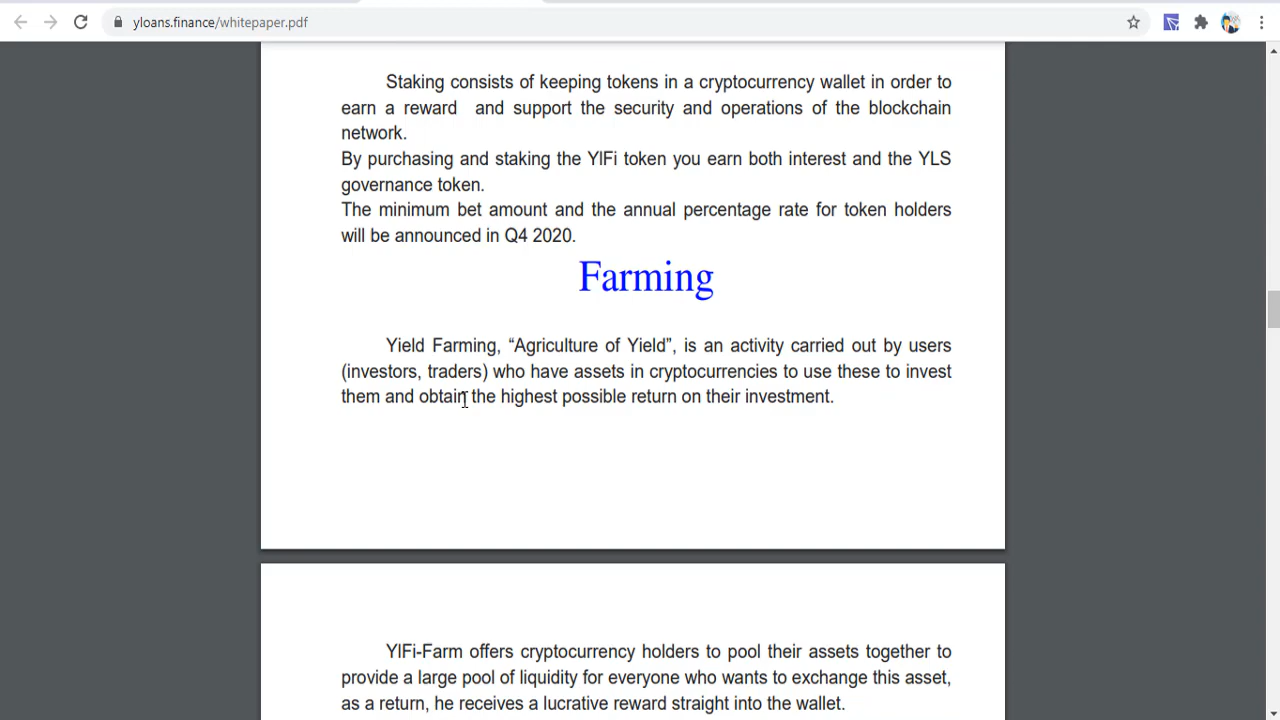 yloans.finance/whitepaper.pdf
Staking consists of keeping tokens in a cryptocurrency wallet in order to
earn a reward and support the security and operations of the blockchain
network.
By purchasing and staking the YlFi token you earn both interest and the YLS
governance token.
The minimum bet amount and the annual percentage rate for token holders
will be announced in Q4 2020.
Farming
Yield Farming, “Agriculture of Yield”, is an activity carried out by users
(investors, traders) who have assets in cryptocurrencies to use these to invest
them and obtain the highest possible return on their investment.
YlFi-Farm offers cryptocurrency holders to pool their assets together to
provide a large pool of liquidity for everyone who wants to exchange this asset,
as a return, he receives a lucrative reward straight into the wallet.